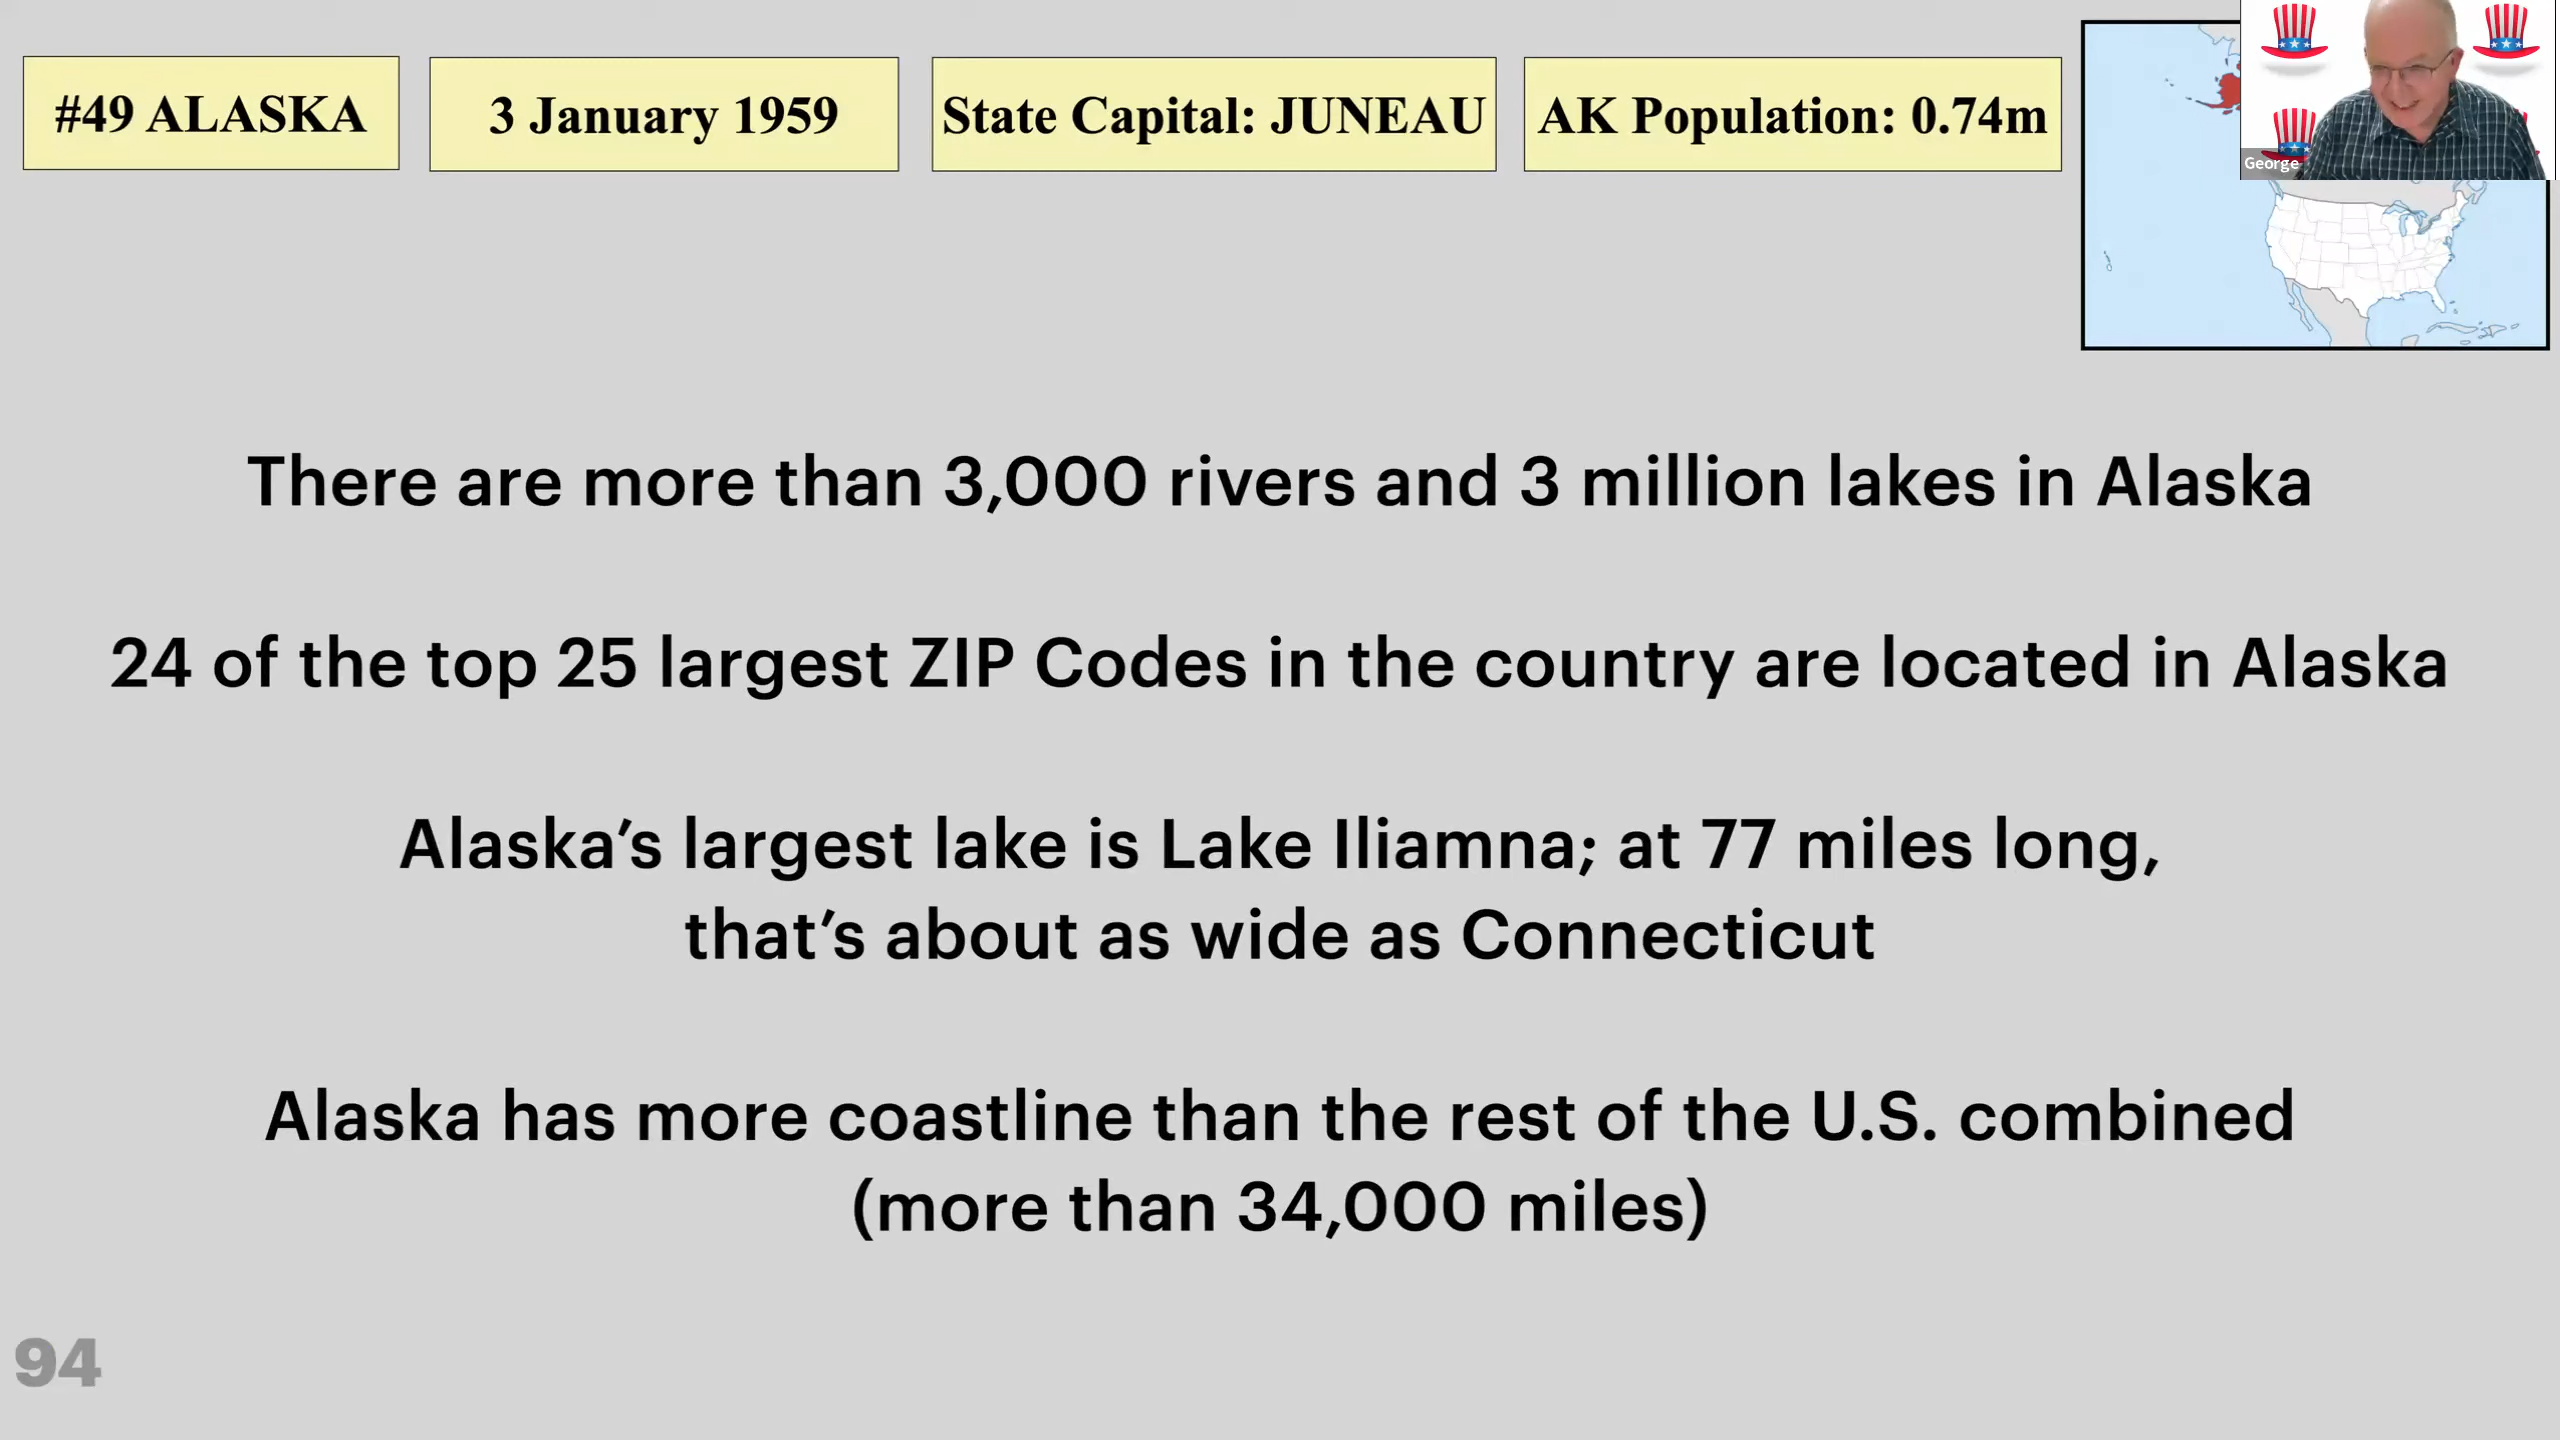 #49 ALASKA
3 January 1959
State Capital: JUNEAU
AK Population: 0.74m
George
There are more than 3,000 rivers and 3 million lakes in Alaska
24 of the top 25 largest ZIP Codes in the country are located in Alaska
Alaska’s largest lake is Lake Iliamna; at 77 miles long,
that’s about as wide as Connecticut
Alaska has more coastline than the rest of the U.S. combined
(more than 34,000 miles)
94